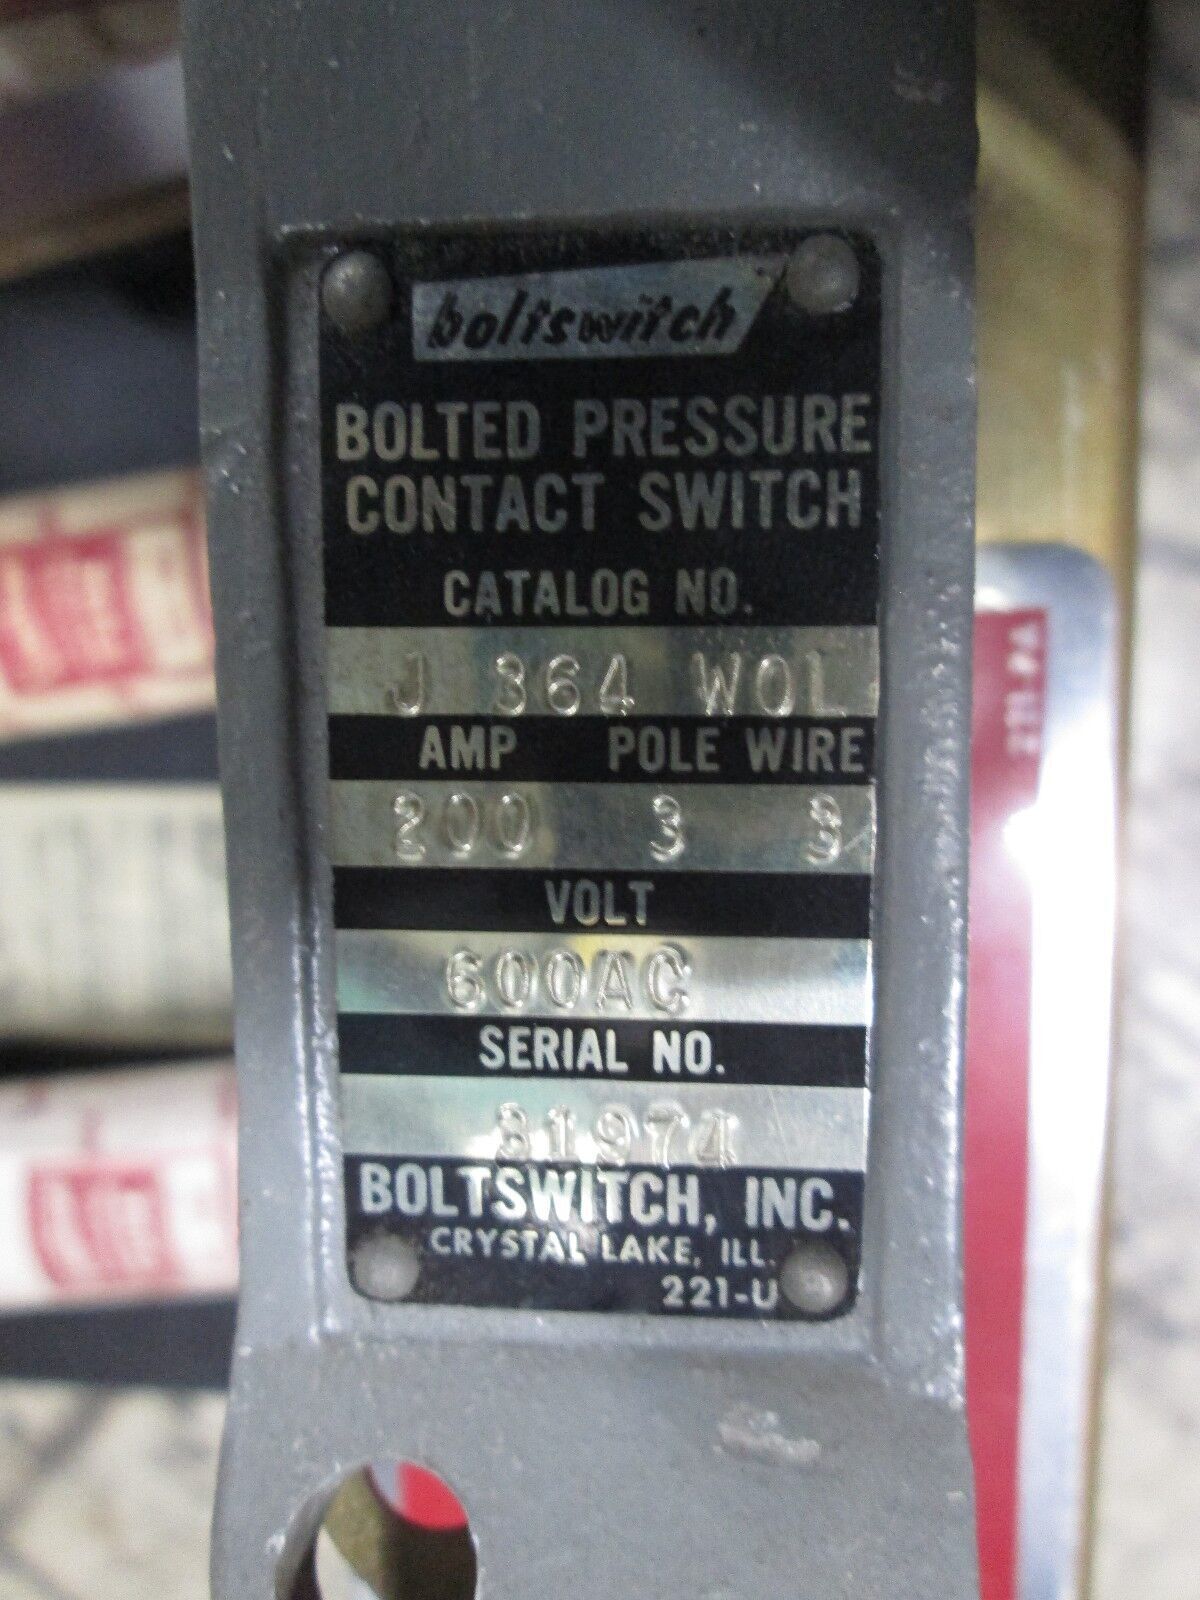 boltswitch
BOLTED PRESSURE
CONTACT SWITCH
CATALOG NO.
J 364 WOL
AMP POLE WIRE
200 3 3
VOLT
600AC
SERIAL NO.
81974
BOLTSWITCH, INC.
CRYSTAL LAKE, ILL.
221-U